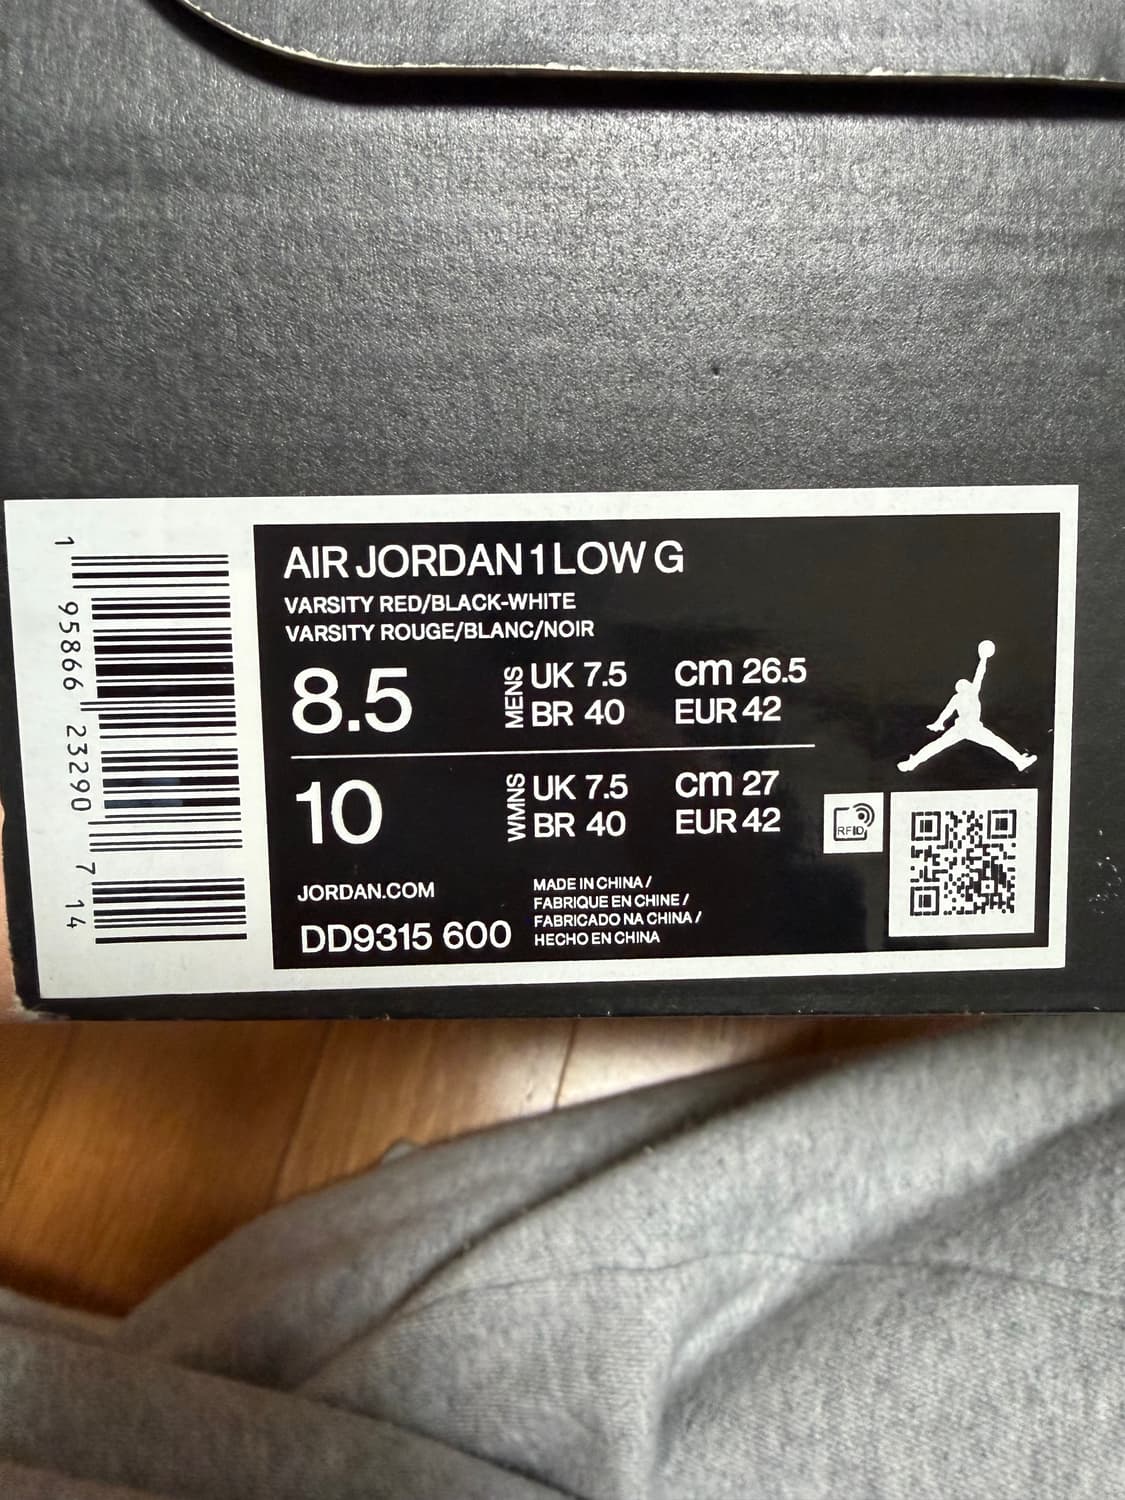 AIR JORDAN 1 LOW G
VARSITY RED/BLACK-WHITE
VARSITY ROUGE/BLANC/NOIR
8.5
MENS
UK 7.5
cm 26.5
BR 40
EUR 42
10
WMNS
UK 7.5
cm 27
BR 40
EUR 42
RFID
JORDAN.COM
DD9315 600
MADE IN CHINA /
FABRIQUE EN CHINE /
FABRICADO NA CHINA /
HECHO EN CHINA
1 95866 23290 7 14